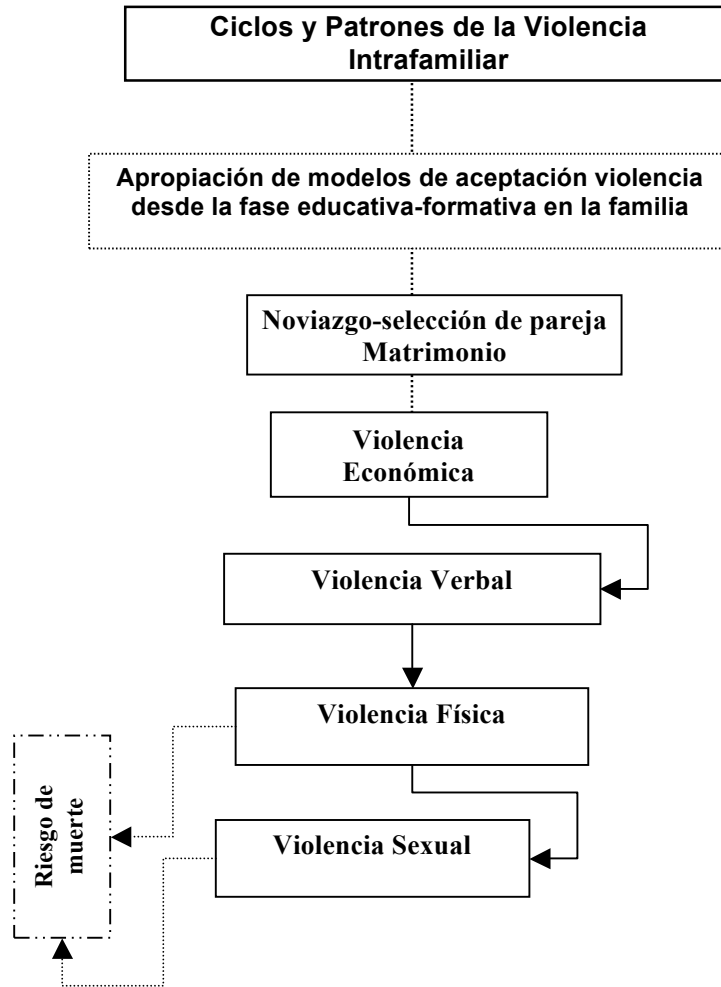 Ciclos y Patrones de la Violencia
Intrafamiliar
Apropiación de modelos de aceptación violencia
desde la fase educativa-formativa en la familia
Noviazgo-selección de pareja
Matrimonio
Violencia
Económica
Violencia Verbal
Violencia Física
Violencia Sexual
Riesgo de
muerte